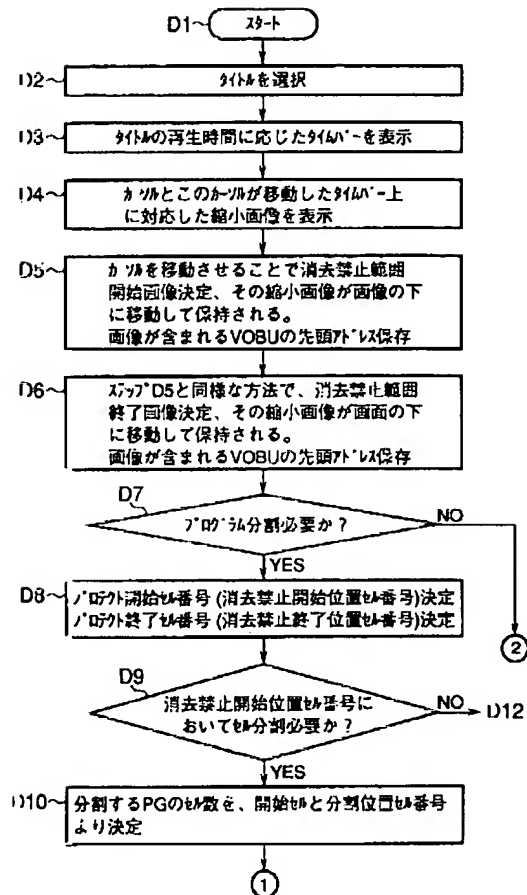 D1 スタート
D2 タイトルを選択
D3 タイトルの再生時間に応じたタイムバーを表示
D4 カーソルとこのカーソルが移動したタイムバー上
に対応した縮小画像を表示
D5 カーソルを移動させることで消去禁止範囲
開始画像決定、その縮小画像が画像の下
に移動して保持される。
画像が含まれるVOBUの先頭アドレス保存
D6 ステップD5と同様な方法で、消去禁止範囲
終了画像決定、その縮小画像が画面の下
に移動して保持される。
画像が含まれるVOBUの先頭アドレス保存
D7
プログラム分割必要か？
NO
YES
②
D8 プロテクト開始セル番号(消去禁止開始位置セル番号)決定
プロテクト終了セル番号(消去禁止終了位置セル番号)決定
D9
消去禁止開始位置セル番号に
おいてセル分割必要か？
NO
D12
YES
D10 分割するPGのセル数を、開始セルと分割位置セル番号
より決定
①